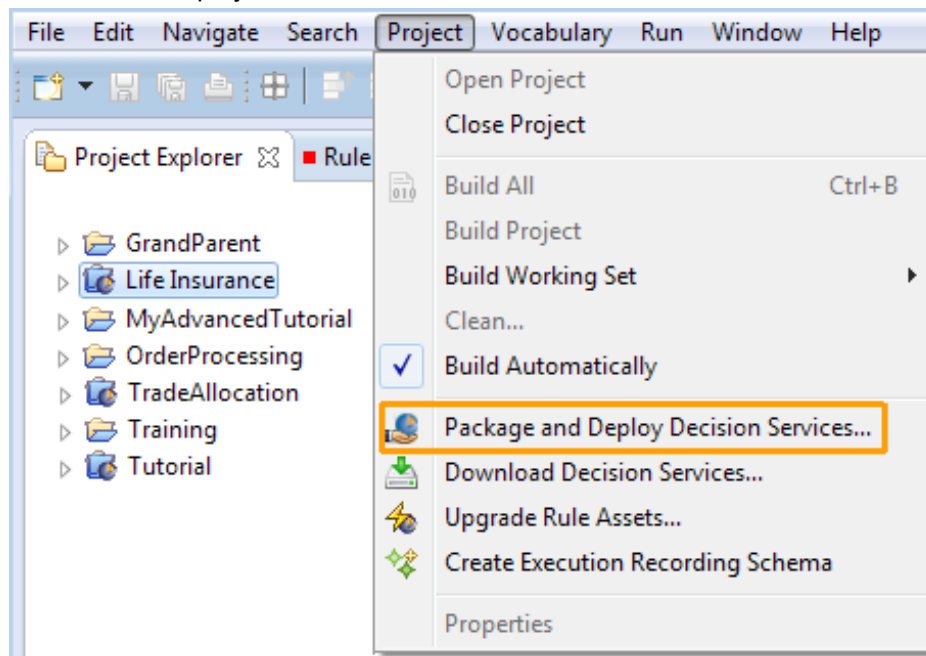 File Edit Navigate Search Project Vocabulary Run Window Help
Project Explorer
Rule
GrandParent
Life Insurance
MyAdvancedTutorial
OrderProcessing
TradeAllocation
Training
Tutorial
Open Project
Close Project
010
Build All Ctrl+B
Build Project
Build Working Set
Clean...
Build Automatically
Package and Deploy Decision Services...
Download Decision Services...
Upgrade Rule Assets...
Create Execution Recording Schema
Properties